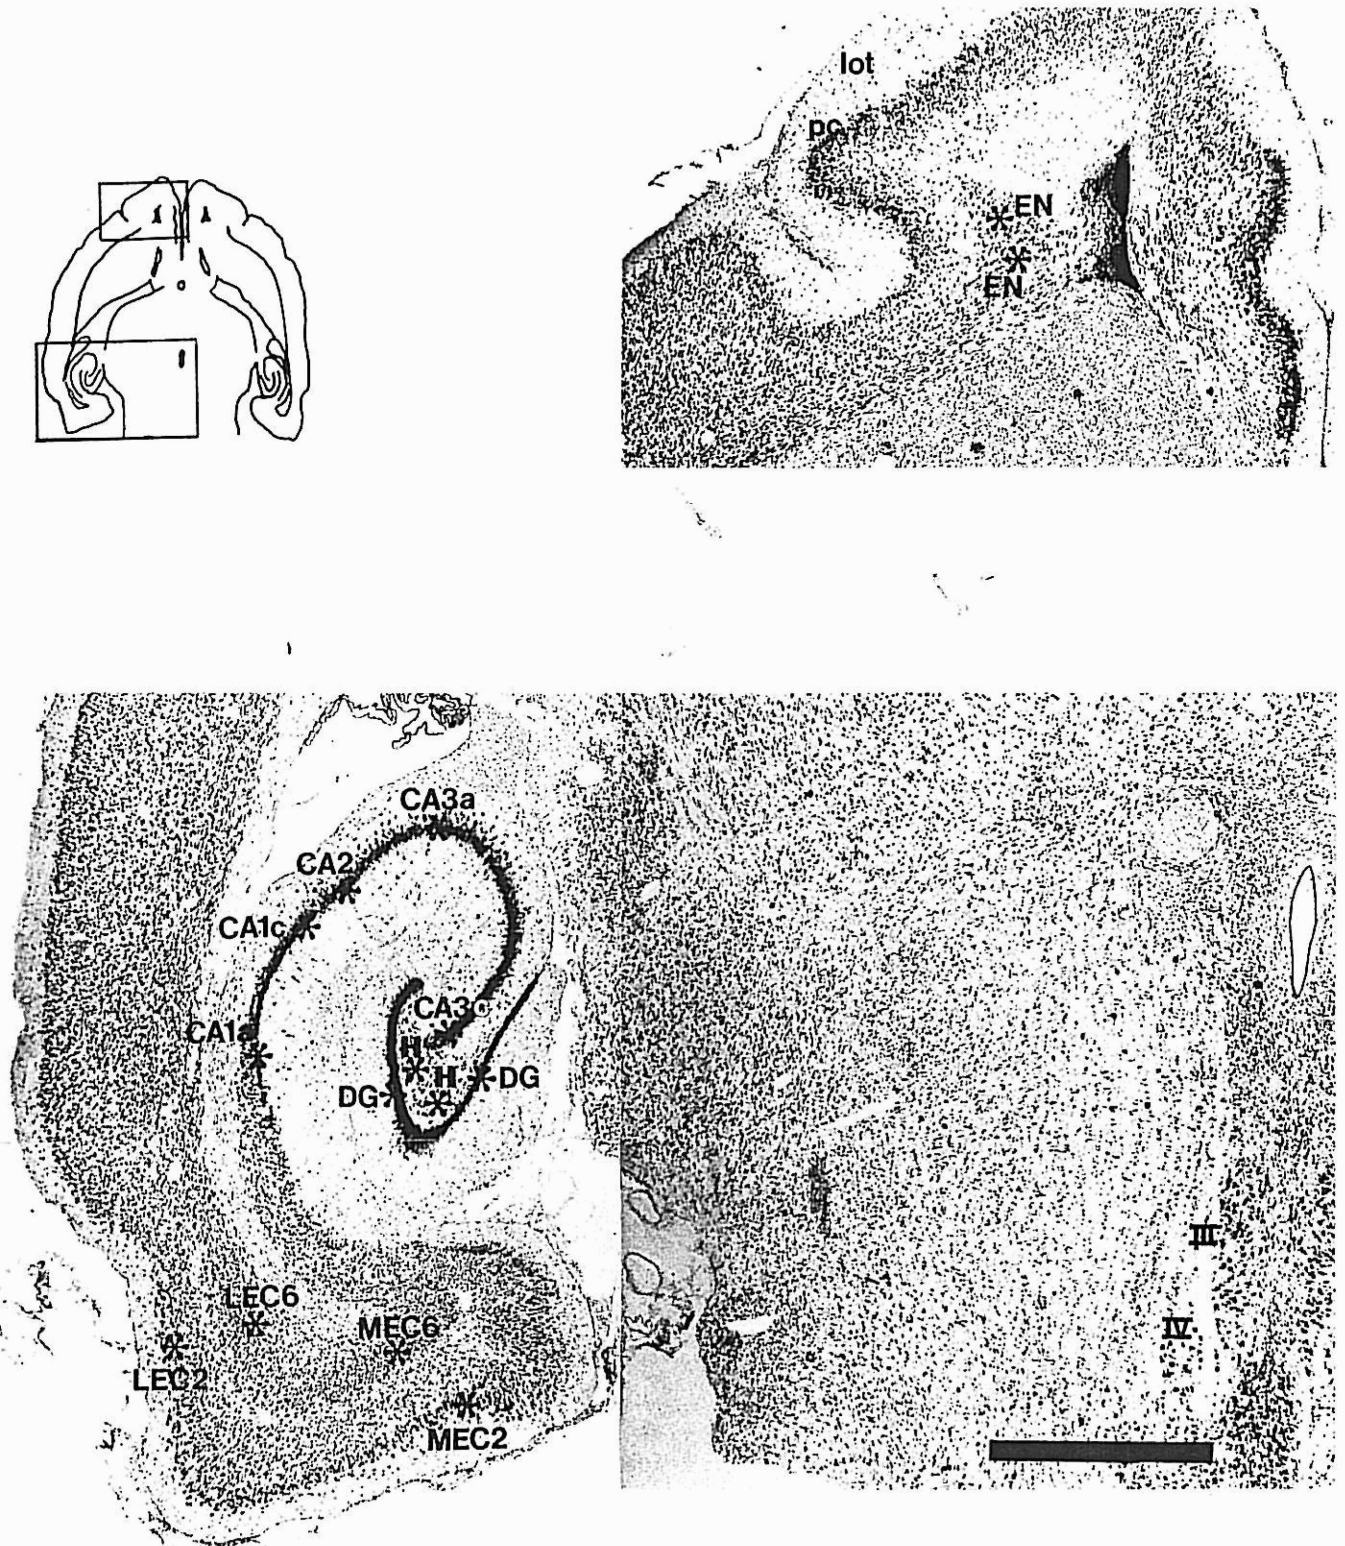 lot
pc
EN
EN
CA3a
CA2
CA1c
CA3c
CA1a
H
H
DG
DG
III
LEC6
IV
MEC6
LEC2
MEC2